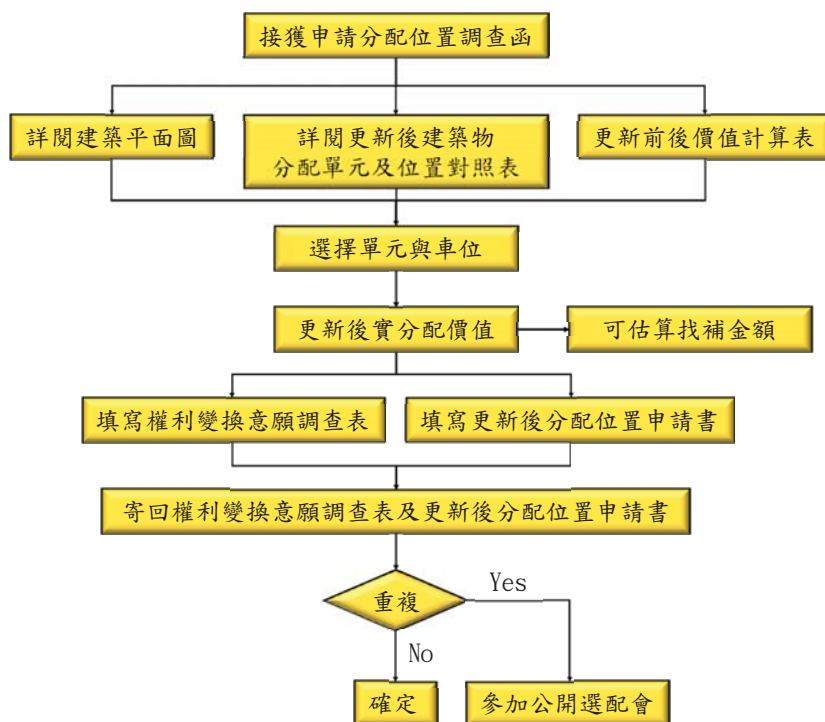 接獲申請分配位置調查函
詳閱建築平面圖
詳閱更新後建築物
分配單元及位置對照表
更新前後價值計算表
選擇單元與車位
更新後實分配價值
可估算找補金額
填寫權利變換意願調查表
填寫更新後分配位置申請書
寄回權利變換意願調查表及更新後分配位置申請書
重複
Yes
No
確定
參加公開選配會